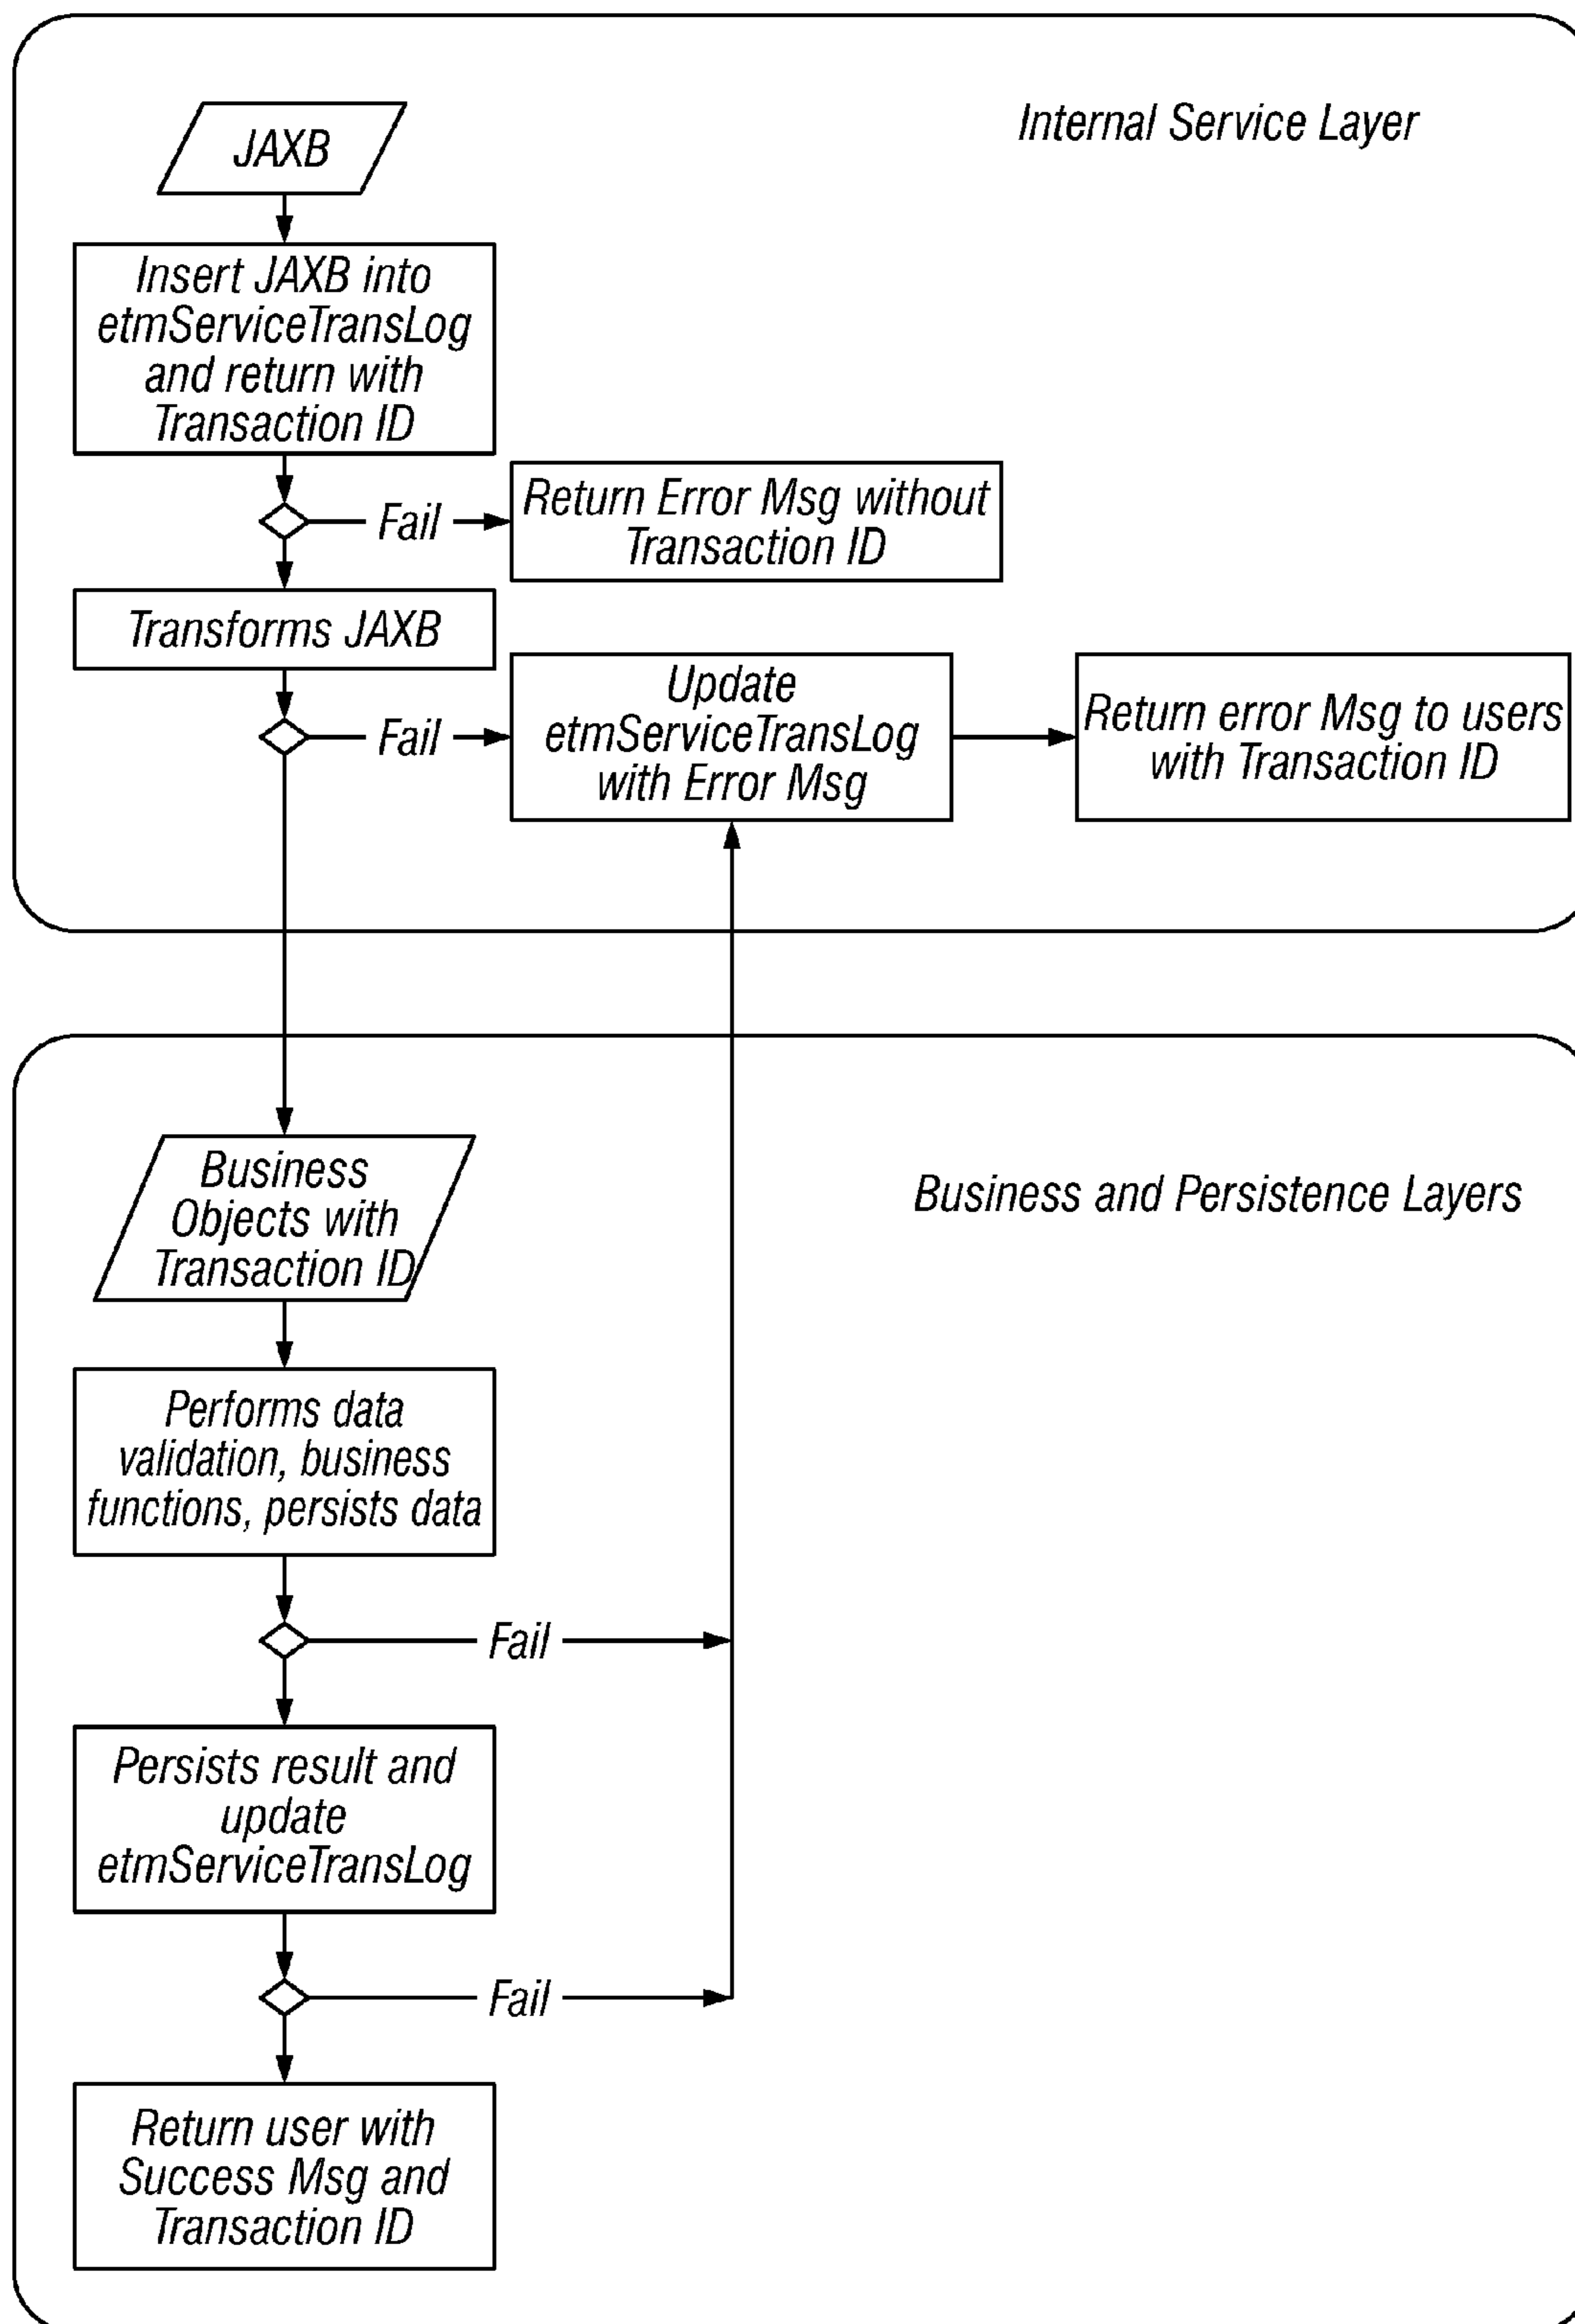 JAXB
Internal Service Layer
Insert JAXB into
etmServiceTransLog
and return with
Transaction ID
Fail
Return Error Msg without
Transaction ID
Transforms JAXB
Fail
Update
etmServiceTransLog
with Error Msg
Return error Msg to users
with Transaction ID
Business
Objects with
Transaction ID
Business and Persistence Layers
Performs data
validation, business
functions, persists data
Fail
Persists result and
update
etmServiceTransLog
Fail
Return user with
Success Msg and
Transaction ID